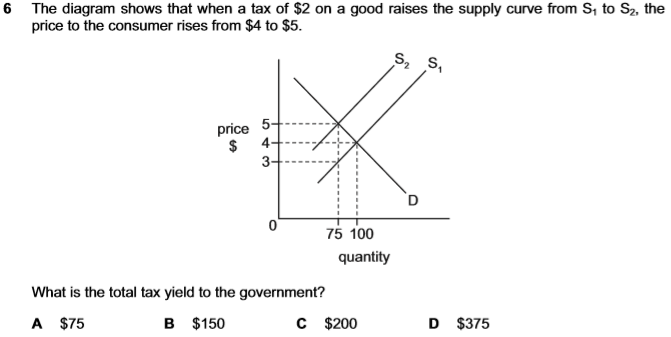 6 The diagram shows that when a tax of $2 on a good raises the supply curve from S₁ to S₂, the
price to the consumer rises from $4 to $5.
S₂ S₁
price
$
5
4
3
D
0
75 100
quantity
What is the total tax yield to the government?
A $75 B $150 C $200 D $375